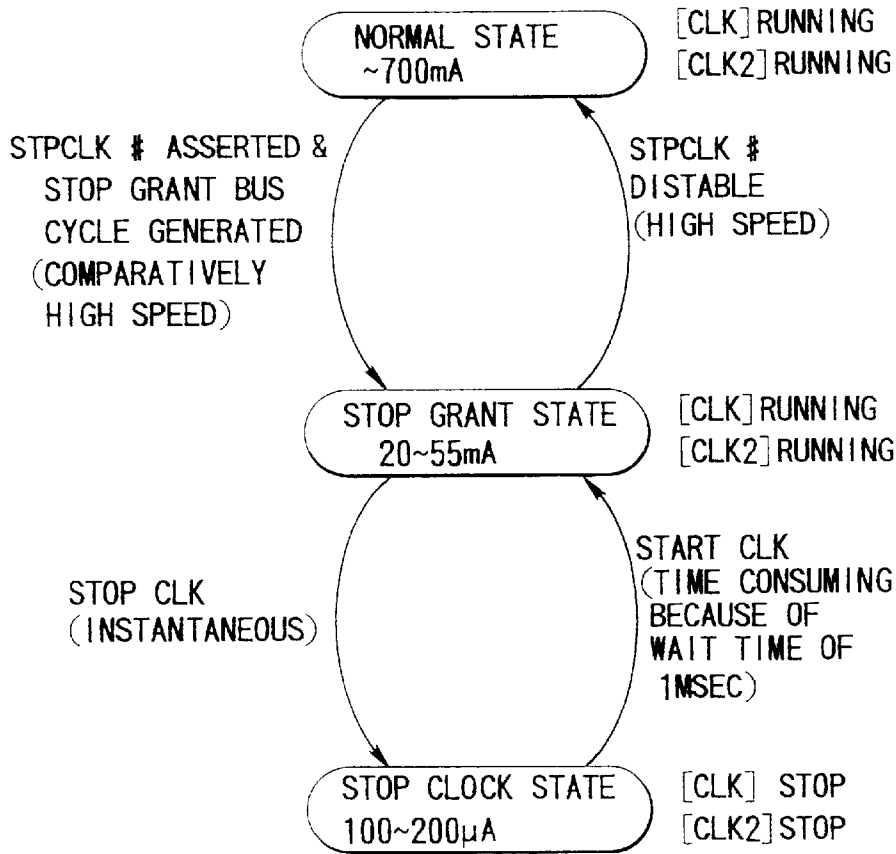 NORMAL STATE
~700mA
[CLK]RUNNING
[CLK2]RUNNING
STPCLK # ASSERTED &
STOP GRANT BUS
CYCLE GENERATED
(COMPARATIVELY
HIGH SPEED)
STPCLK #
DISTABLE
(HIGH SPEED)
STOP GRANT STATE
20~55mA
[CLK]RUNNING
[CLK2]RUNNING
STOP CLK
(INSTANTANEOUS)
START CLK
(TIME CONSUMING
BECAUSE OF
WAIT TIME OF
1MSEC)
STOP CLOCK STATE
100~200μA
[CLK] STOP
[CLK2]STOP